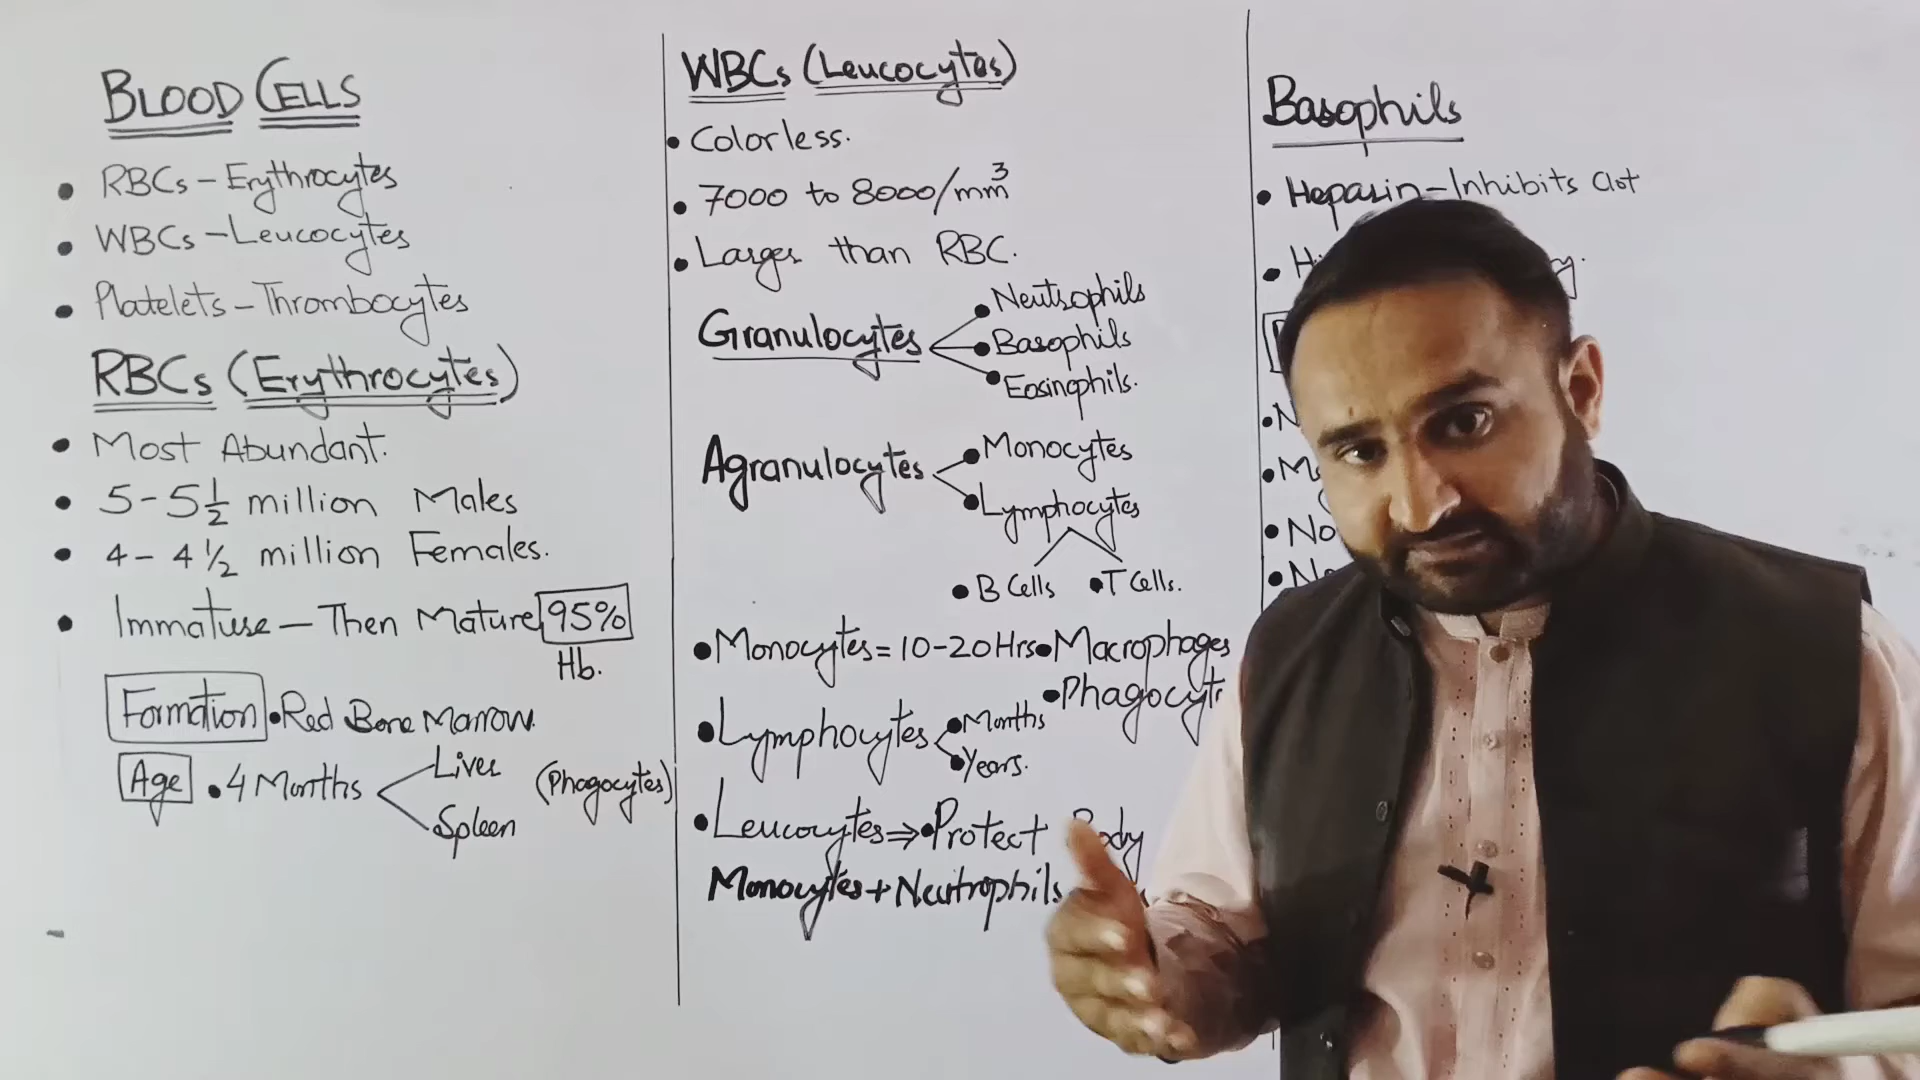 BLOOD CELLS
• RBCs – Erythrocytes
• WBCs – Leucocytes
• Platelets – Thrombocytes
RBCs (Erythrocytes)
• Most Abundant.
• 5 – 5½ million Males
• 4 – 4½ million Females.
• Immature – Then Mature 95%
Hb.
Formation • Red Bone Marrow.
Age • 4 Months
Liver
Spleen
(Phagocytes)
WBCs (Leucocytes)
• Colorless.
• 7000 to 8000/mm³
• Larger than RBC.
Granulocytes
• Neutrophils
• Basophils
• Eosinophils.
Agranulocytes
• Monocytes
• Lymphocytes
• B Cells • T Cells.
• Monocytes = 10-20 Hrs • Macrophages
• Phagocyt
• Lymphocytes
• Months
• Years.
• Leucocytes ⇒ • Protect Body
Monocytes + Neutrophils
Basophils
• Heparin – Inhibits Clot